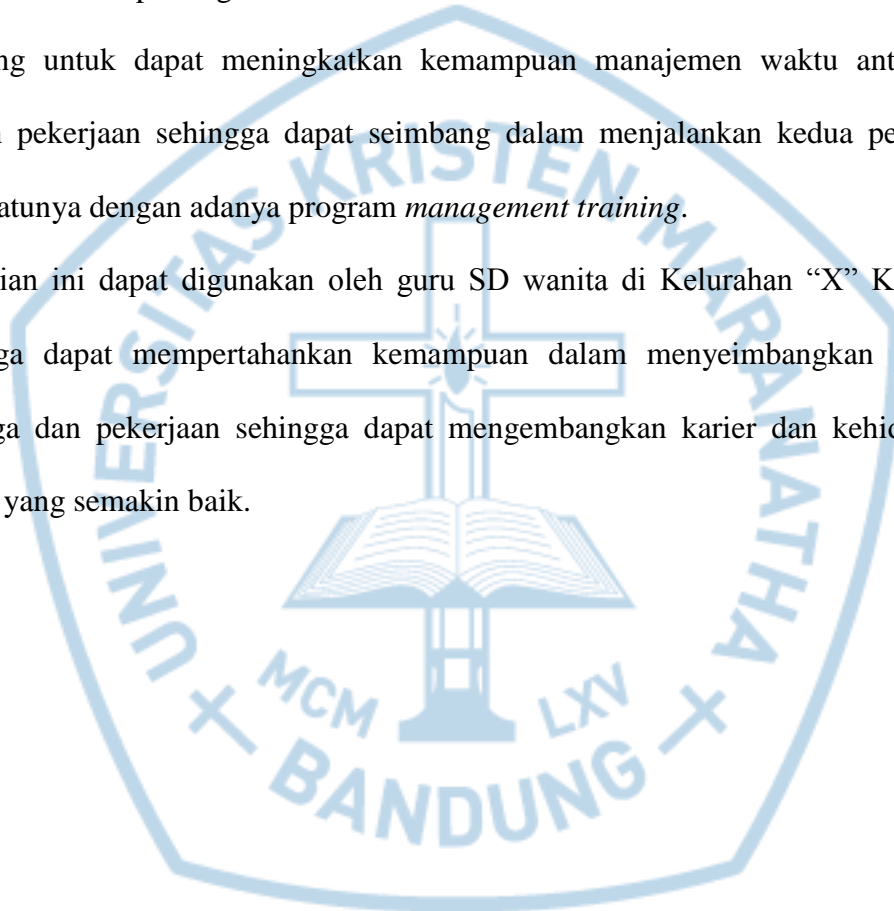 ng untuk dapat meningkatkan kemampuan manajemen waktu ant
pekerjaan sehingga dapat seimbang dalam menjalankan kedua pe
atunya dengan adanya program management training.
ian ini dapat digunakan oleh guru SD wanita di Kelurahan “X” K
ga dapat mempertahankan kemampuan dalam menyeimbangkan
ga dan pekerjaan sehingga dapat mengembangkan karier dan kehid
yang semakin baik.
UNIVERSITAS KRISTEN MARANATHA
MCM LXV
BANDUNG